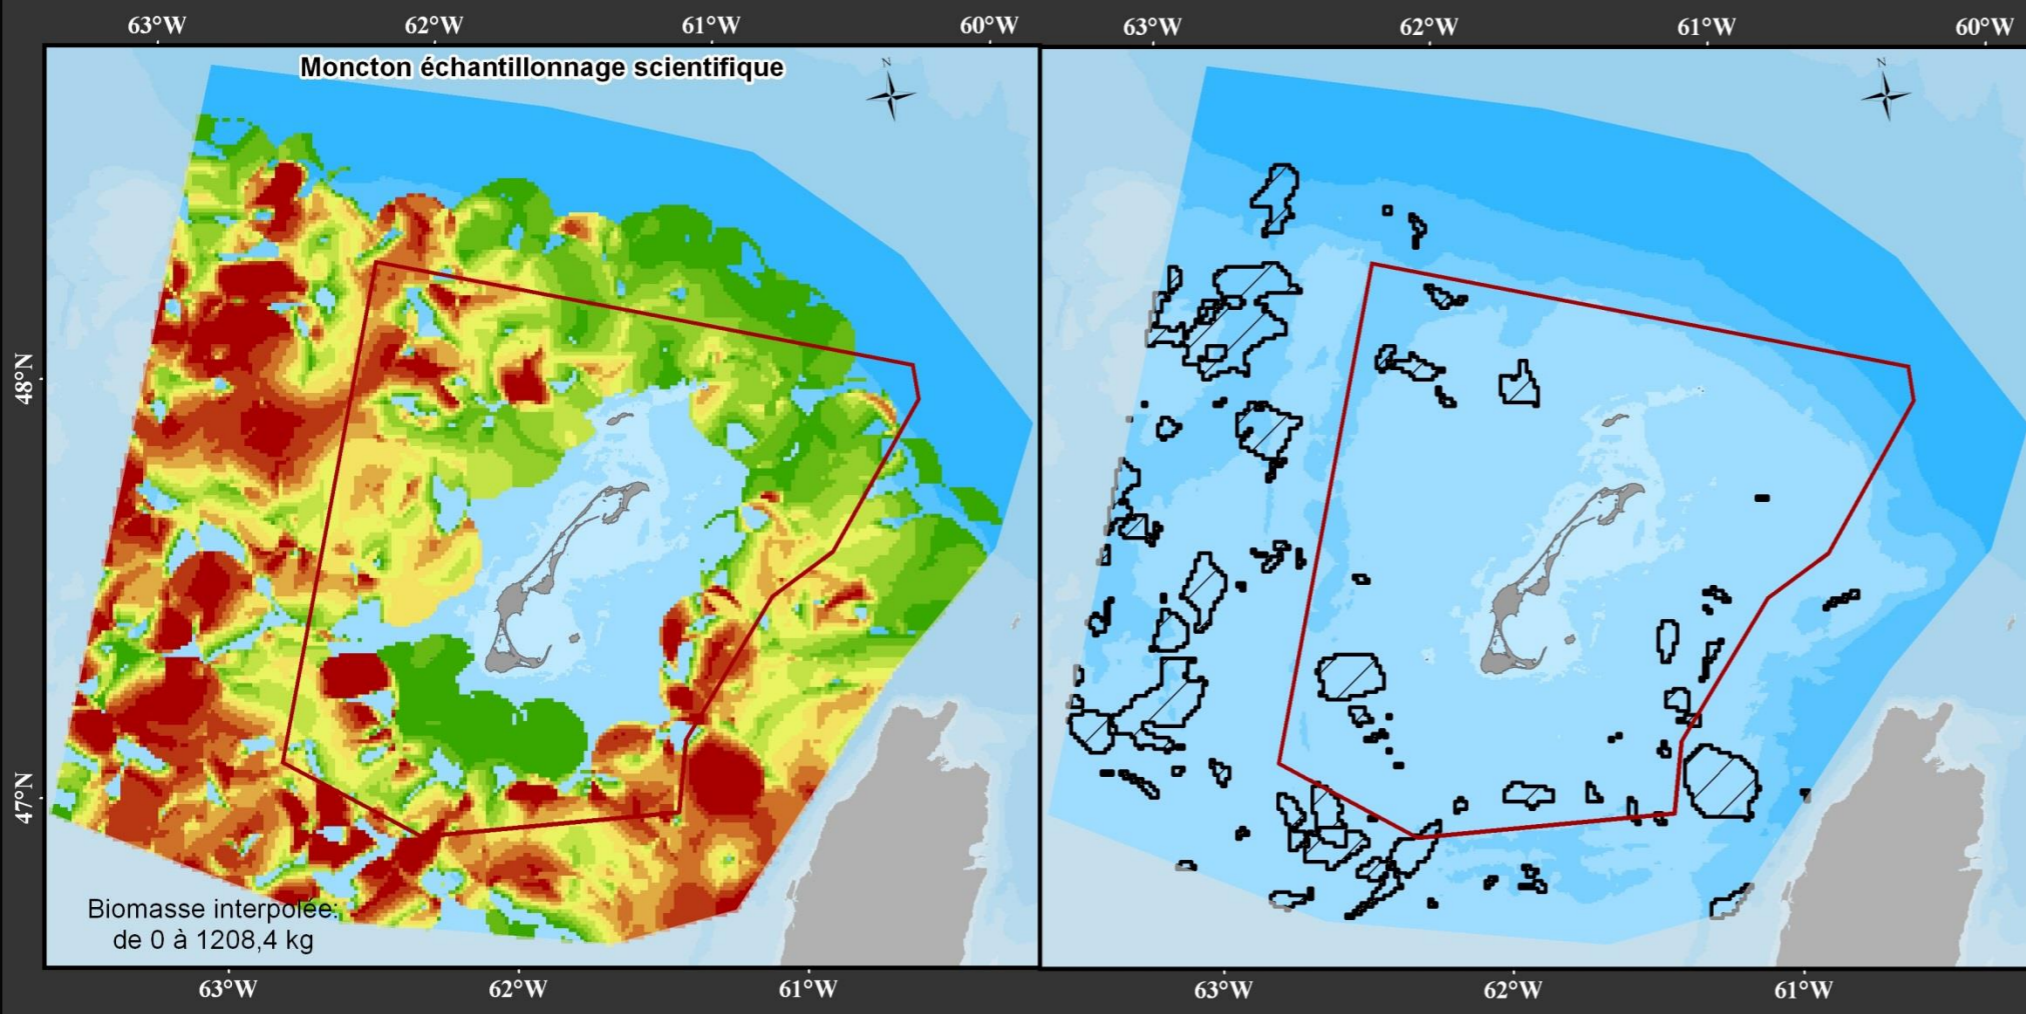 63°W 62°W 61°W 60°W 63°W 62°W 61°W 60°W
Moncton échantillonnage scientifique
N N
48°N
47°N
Biomasse interpolée:
de 0 à 1208,4 kg
63°W 62°W 61°W 63°W 62°W 61°W